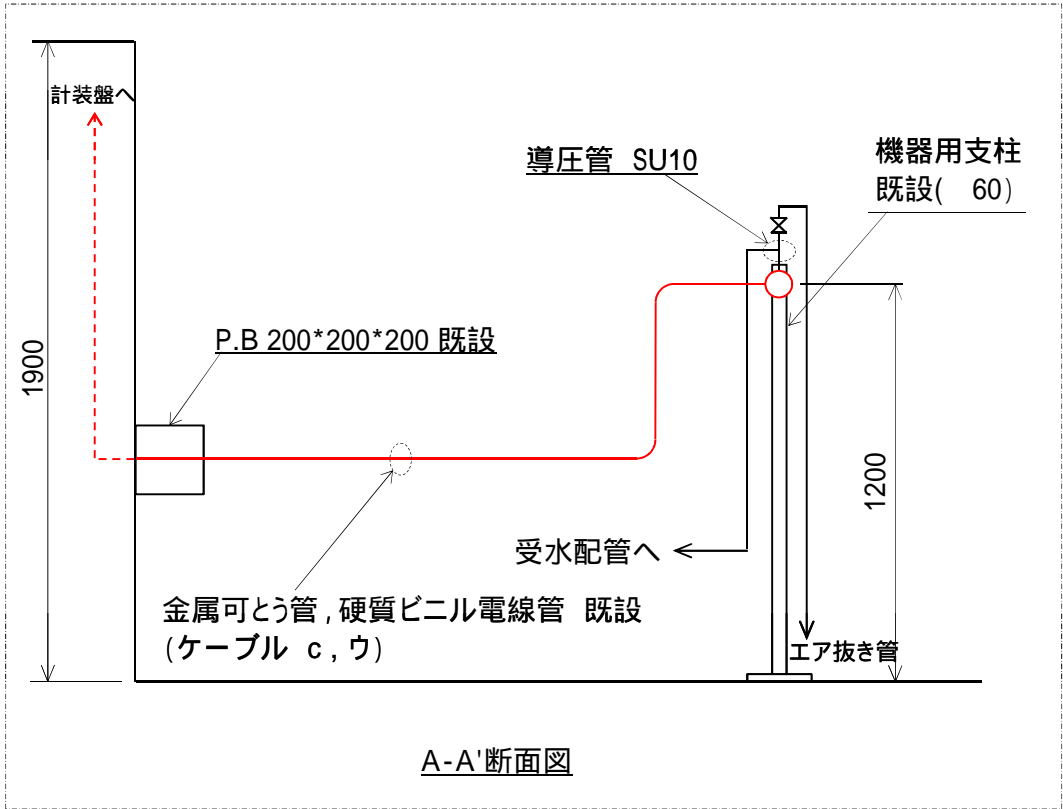 計装盤へ
導圧管 SU10
機器用支柱
既設( 60)
P.B 200*200*200 既設
1900
1200
受水配管へ
金属可とう管,硬質ビニル電線管 既設
(ケーブル c,ウ)
エア抜き管
A-A'断面図